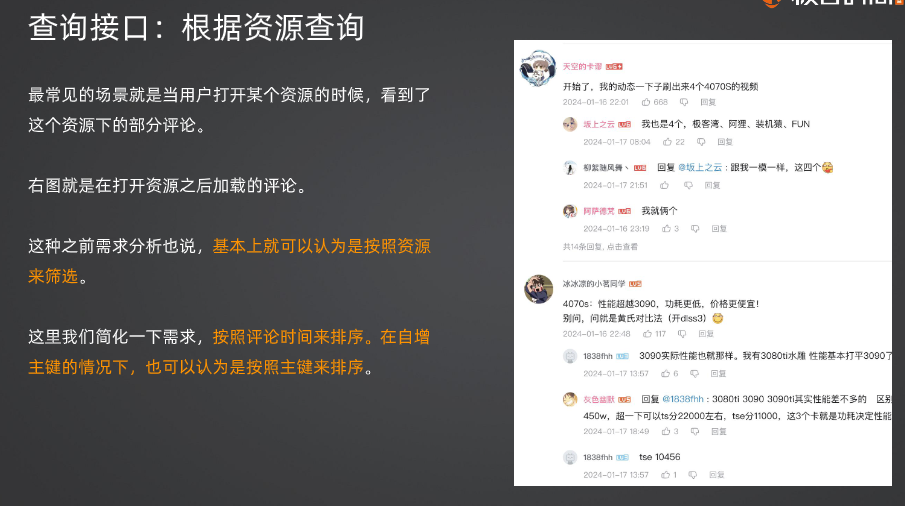 查询接口：根据资源查询
最常见的场景就是当用户打开某个资源的时候，看到了
这个资源下的部分评论。
右图就是在打开资源之后加载的评论。
这种之前需求分析也说，基本上就可以认为是按照资源
来筛选。
这里我们简化一下需求，按照评论时间来排序。在自增
主键的情况下，也可以认为是按照主键来排序。
天空的卡谬 LV6
开始了，我的动态一下子刷出来4个4070S的视频
2024-01-16 22:01 668 回复
坂上之云 LV5 我也是4个，极客湾、阿狸、装机猿、FUN
2024-01-17 08:04 22 回复
柳絮随风舞丶 LV5 回复 @坂上之云：跟我一模一样，这四个
2024-01-17 21:51 回复
阿萨德咒 LV5 我就俩个
2024-01-16 23:19 3 回复
共14条回复，点击查看
冰冰凉的小茗同学 LV5
4070s：性能超越3090，功耗更低，价格更便宜！
别问，问就是黄氏对比法（开dlss3）
2024-01-16 22:48 117 回复
1838fhh 3090实际性能也就那样。我有3080ti水雕 性能基本打平3090了
2024-01-17 13:57 6 回复
灰色幽默 LV5 回复 @1838fhh：3080ti 3090 3090ti其实性能差不多的 区别
450w，超一下可以ts分22000左右，tse分11000，这3个卡就是功耗决定性能
2024-01-17 18:49 3 回复
1838fhh tse 10456
2024-01-17 13:57 1 回复